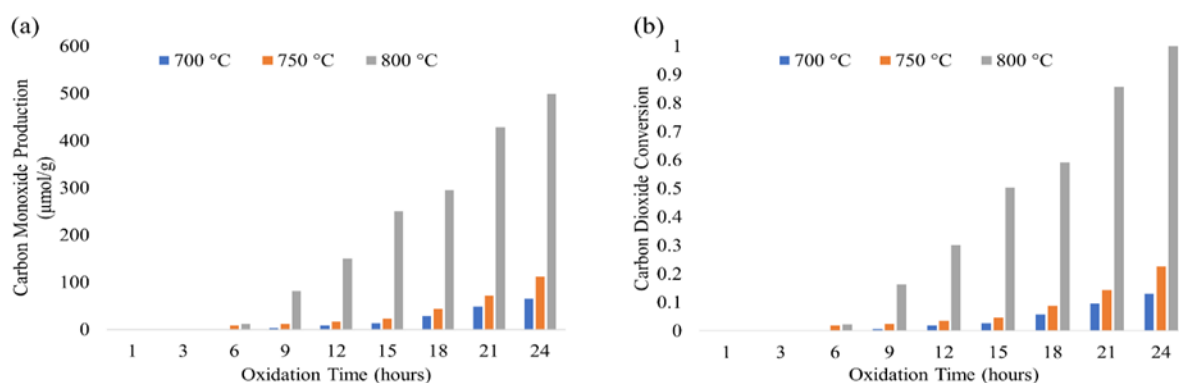 (a)
Carbon Monoxide Production
(µmol/g)
600
500
400
300
200
100
0
700 °C 750 °C 800 °C
1 3 6 9 12 15 18 21 24
Oxidation Time (hours)
(b)
Carbon Dioxide Conversion
1
0.9
0.8
0.7
0.6
0.5
0.4
0.3
0.2
0.1
0
700 °C 750 °C 800 °C
1 3 6 9 12 15 18 21 24
Oxidation Time (hours)